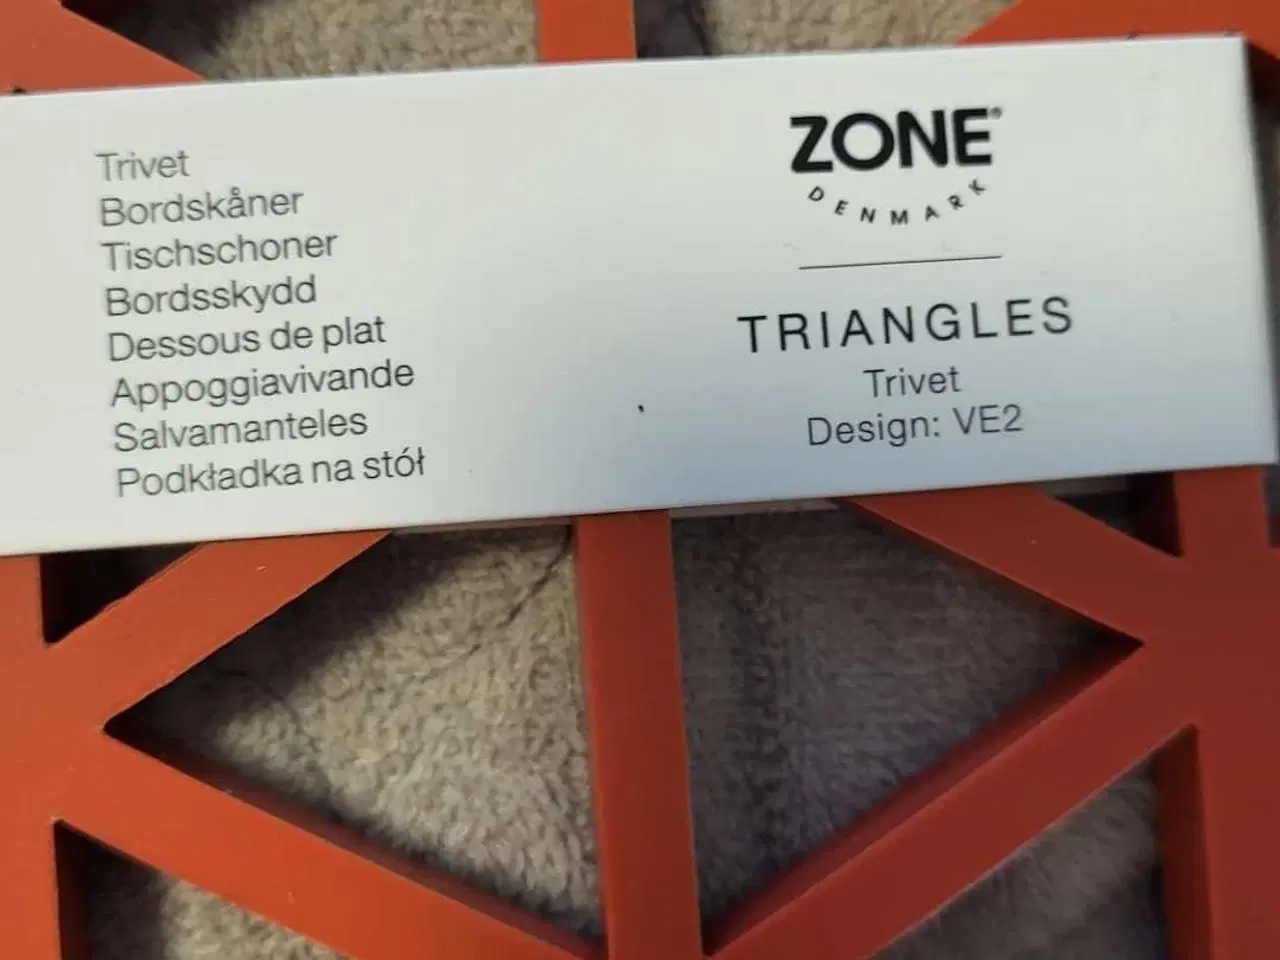 Trivet
Bordskåner
Tischschoner
Bordsskydd
Dessous de plat
Appoggiavivande
Salvamanteles
Podkładka na stół
ZONE®
DENMARK
TRIANGLES
Trivet
Design: VE2